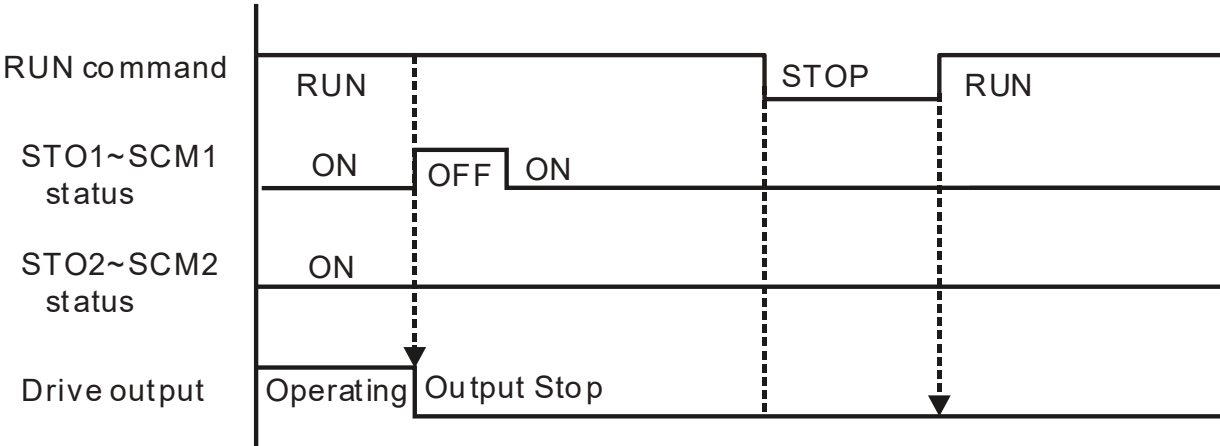 RUN command
RUN
STOP
RUN
STO1~SCM1
status
ON
OFF
ON
STO2~SCM2
status
ON
Drive output
Operating
Output Stop